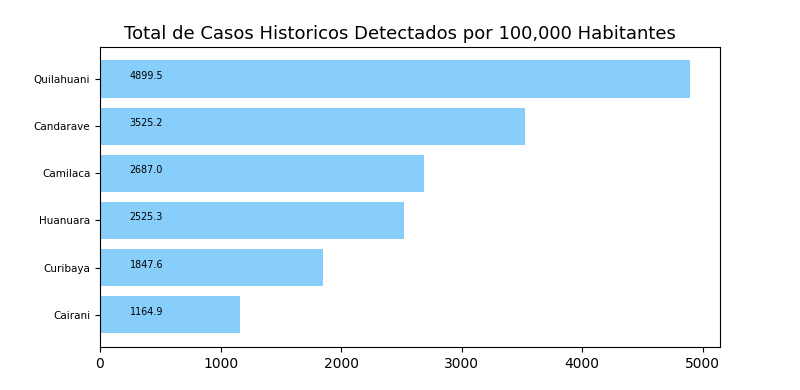 Total de Casos Historicos Detectados por 100,000 Habitantes
Quilahuani 4899.5
Candarave 3525.2
Camilaca 2687.0
Huanuara 2525.3
Curibaya 1847.6
Cairani 1164.9
0 1000 2000 3000 4000 5000